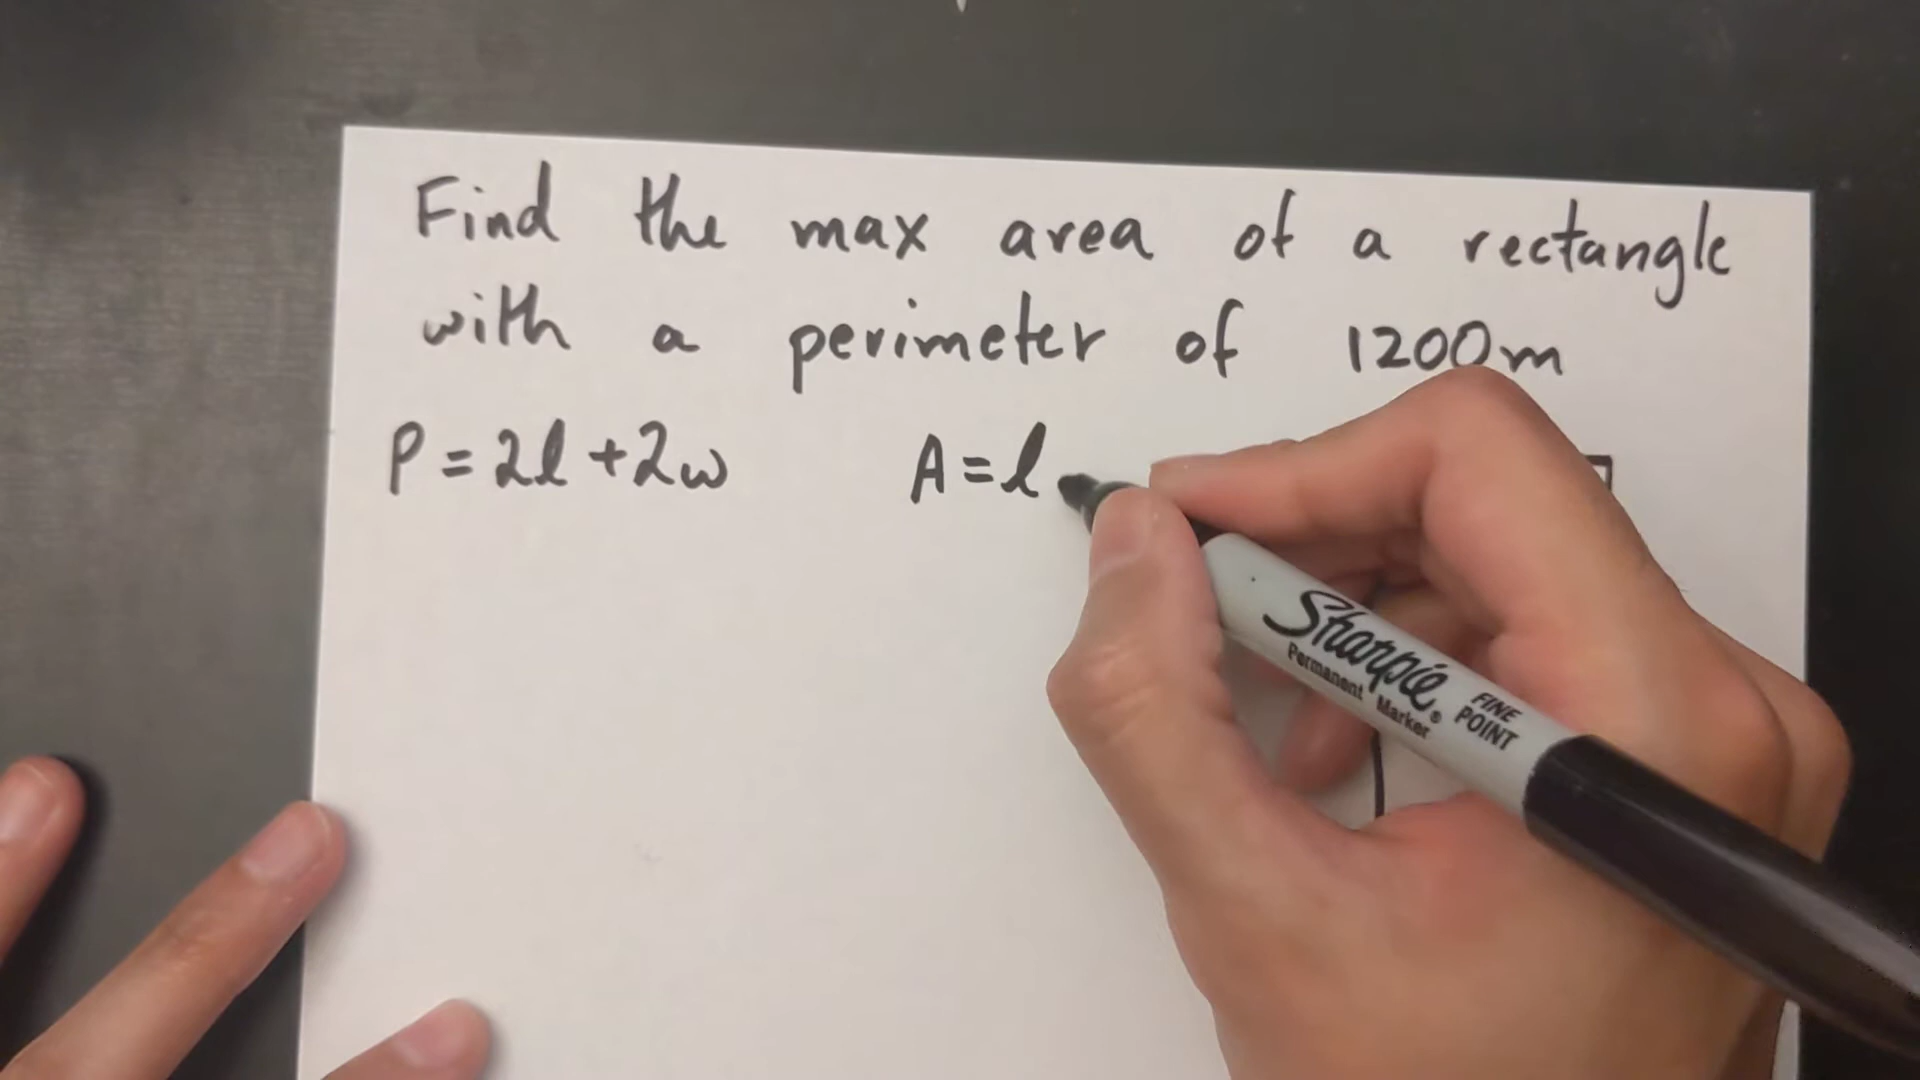 Find the max area of a rectangle
with a perimeter of 1200m
P = 2l + 2w A = l
Sharpie® FINE POINT
Permanent Marker